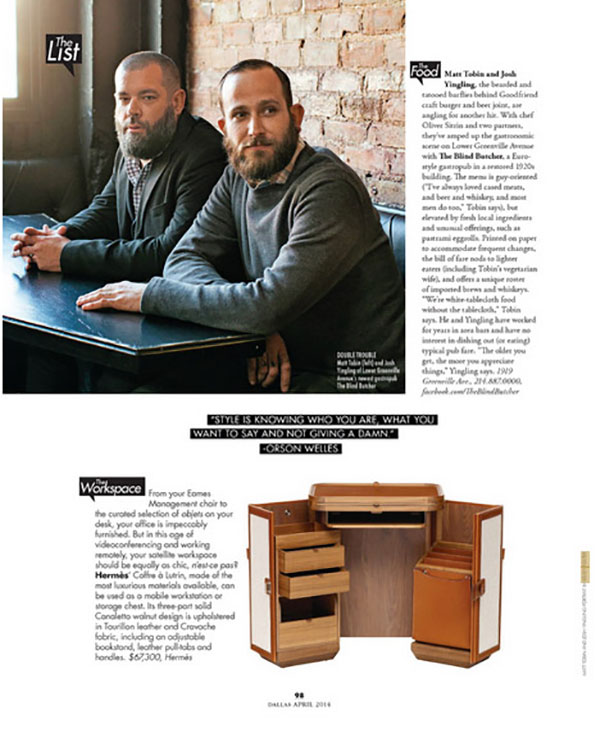 The
List
The
Food Matt Tobin and Josh
Yingling, the bearded and
tattooed barflies behind Goodfriend
craft burger and beer joint, are
angling for another hit. With chef
Oliver Sitrin and two partners,
they've amped up the gastronomic
scene on Lower Greenville Avenue
with The Blind Butcher, a Euro-
style gastropub in a restored 1920s
building. The menu is guy-oriented
("I've always loved cased meats,
and beer and whiskey, and most
men do too," Tobin says), but
elevated by fresh local ingredients
and unusual offerings, such as
pastrami eggrolls. Printed on paper
to accommodate frequent changes,
the bill of fare nods to lighter
eaters (including Tobin's vegetarian
wife), and offers a unique roster
of imported brews and whiskeys.
"We're white-tablecloth food
without the tablecloth," Tobin
says. He and Yingling have worked
for years in area bars and have no
interest in dishing out (or eating)
typical pub fare. "The older you
get, the more you appreciate
things," Yingling says. 1919
Greenville Ave., 214.887.0000,
facebook.com/TheBlindButcher
DOUBLE TROUBLE
Matt Tobin (left) and Josh
Yingling of Lower Greenville
Avenue's newest gastropub
The Blind Butcher
"STYLE IS KNOWING WHO YOU ARE, WHAT YOU
WANT TO SAY AND NOT GIVING A DAMN."
-ORSON WELLES
The
Workspace From your Eames
Management chair to
the curated selection of objets on your
desk, your office is impeccably
furnished. But in this age of
videoconferencing and working
remotely, your satellite workspace
should be equally as chic, n'est-ce pas?
Hermès' Coffre à Lutrin, made of the
most luxurious materials available, can
be used as a mobile workstation or
storage chest. Its three-part solid
Canaletto walnut design is upholstered
in Taurillon leather and Cravache
fabric, including an adjustable
bookstand, leather pull-tabs and
handles. $67,300, Hermès
98
DALLAS APRIL 2014